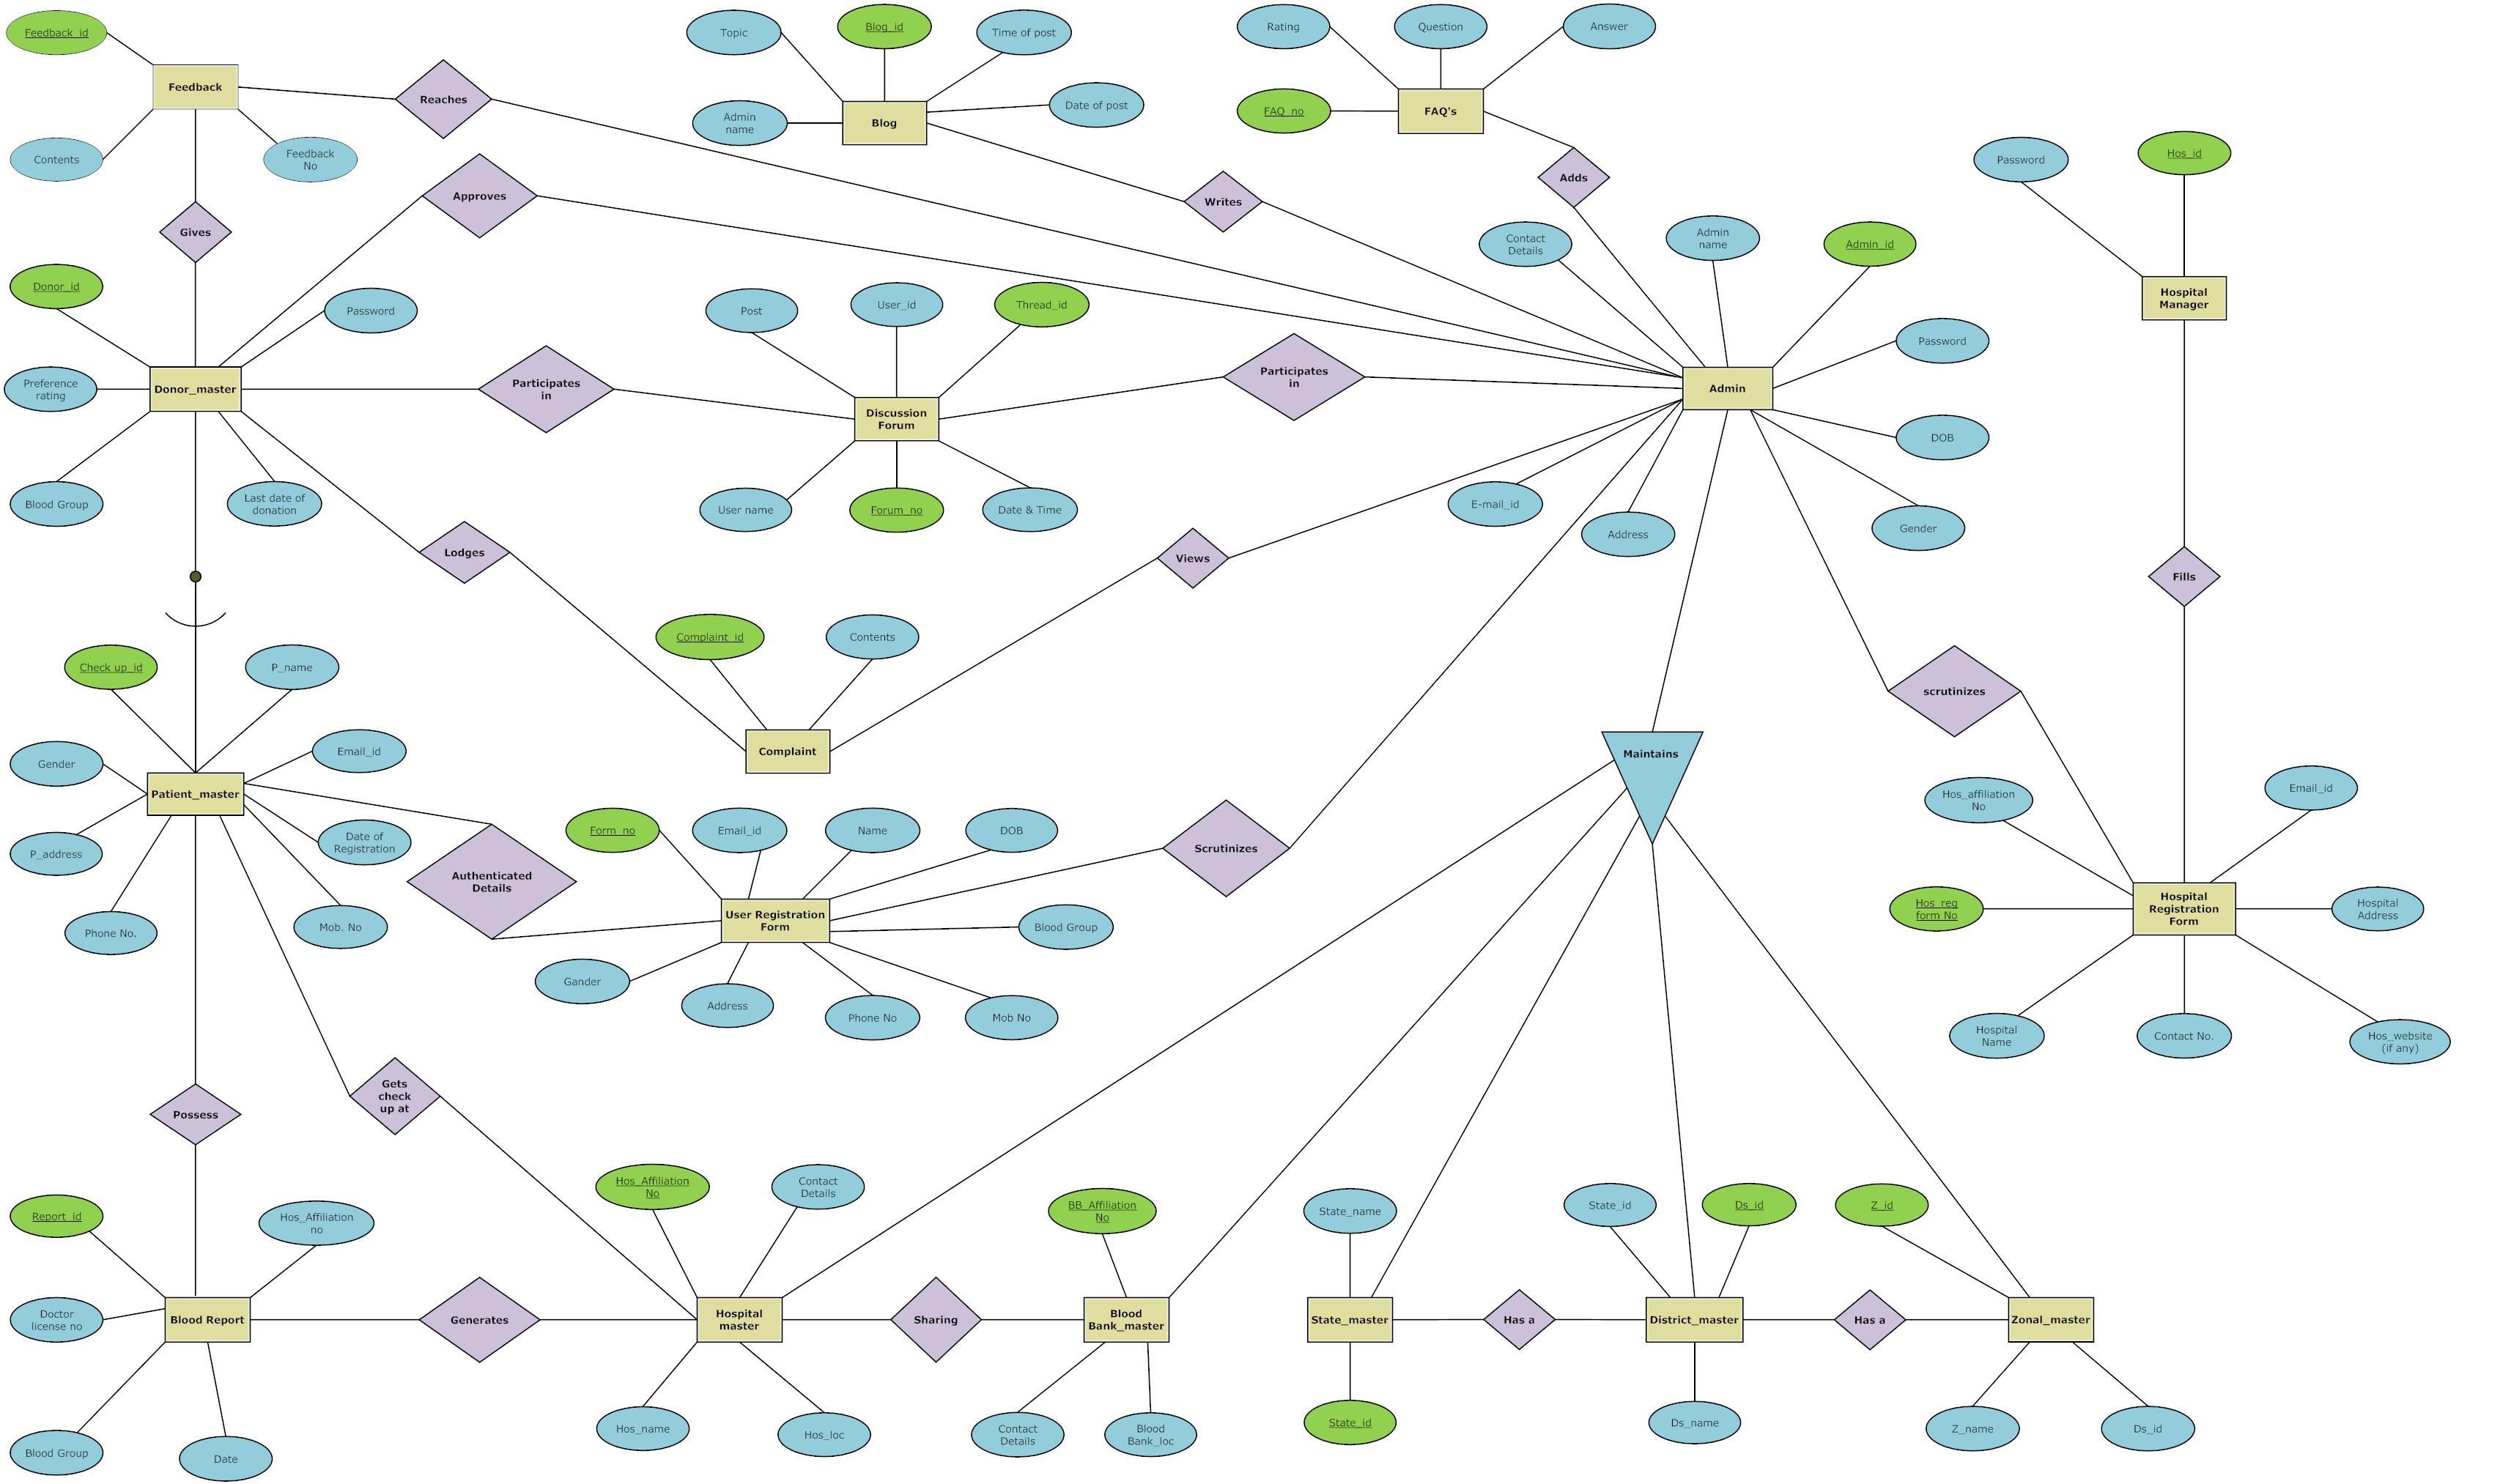 Feedback_id
Topic
Blog_id
Time of post
Rating
Question
Answer
Feedback
Reaches
Admin
name
Blog
Date of post
FAQ_no
FAQ's
Contents
Feedback
No
Approves
Writes
Adds
Password
Hos_id
Gives
Contact
Details
Admin
name
Admin_id
Donor_id
Password
Post
User_id
Thread_id
Hospital
Manager
Password
Preference
rating
Donor_master
Participates
in
Discussion
Forum
Participates
in
Admin
DOB
Blood Group
Last date of
donation
User name
Forum_no
Date & Time
E-mail_id
Address
Gender
Lodges
Views
Fills
Complaint_id
Contents
Check up_id
P_name
scrutinizes
Gender
Email_id
Complaint
Maintains
Patient_master
Hos_affiliation
No
Email_id
P_address
Date of
Registration
Form_no
Email_id
Name
DOB
Scrutinizes
Authenticated
Details
Phone No.
Mob. No
User Registration
Form
Blood Group
Hos_reg
form No
Hospital
Registration
Form
Hospital
Address
Gander
Address
Phone No
Mob No
Hospital
Name
Contact No.
Hos_website
(if any)
Possess
Gets
check
up at
Report_id
Hos_Affiliation
no
Hos_Affiliation
No
Contact
Details
BB_Affiliation
No
State_name
State_id
Ds_id
Z_id
Doctor
license no
Blood Report
Generates
Hospital
master
Sharing
Blood
Bank_master
State_master
Has a
District_master
Has a
Zonal_master
Blood Group
Date
Hos_name
Hos_loc
Contact
Details
Blood
Bank_loc
State_id
Ds_name
Z_name
Ds_id